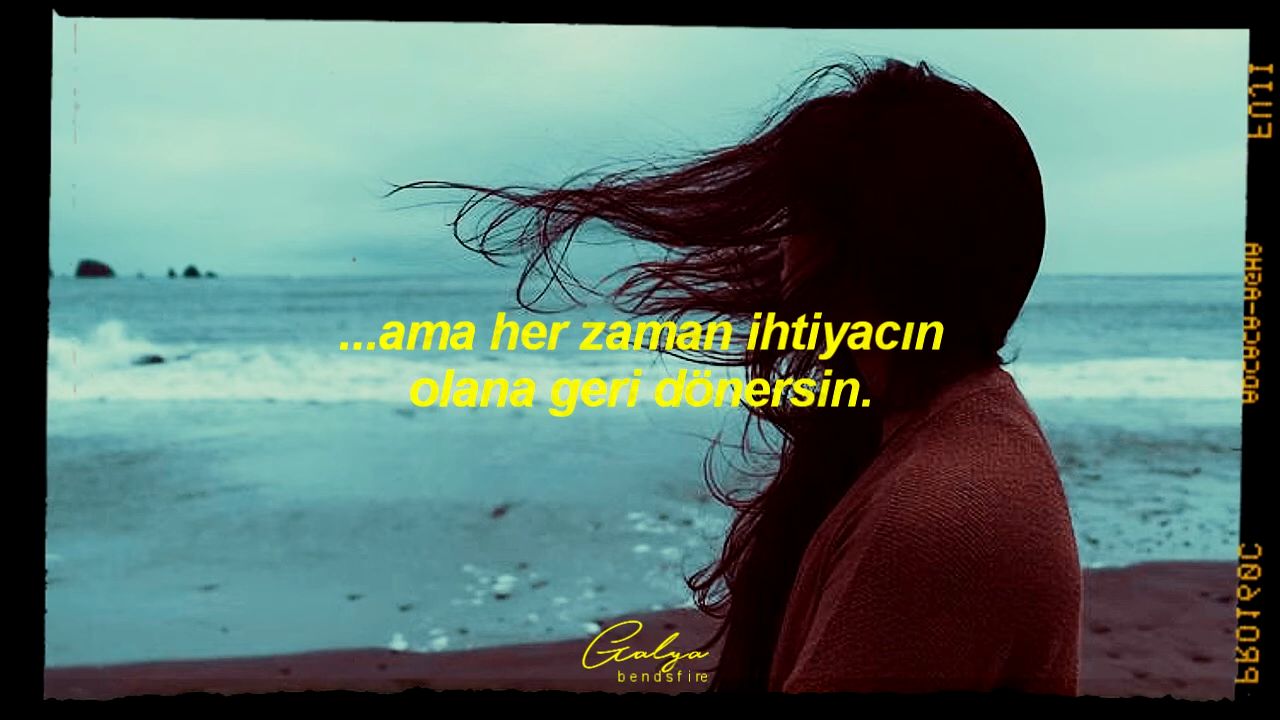 ...ama her zaman ihtiyacın
olana geri dönersin.
Galya
bendsfire